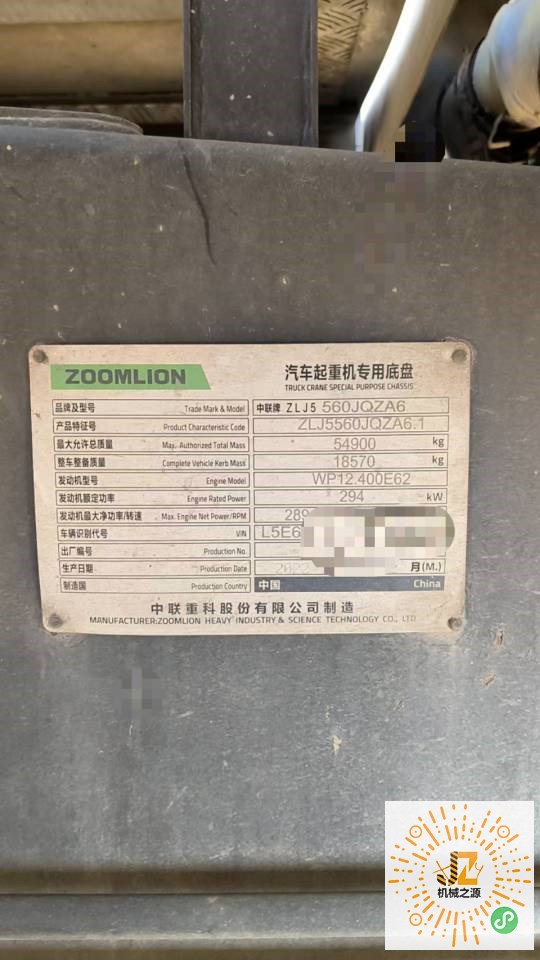 ZOOMLION
汽车起重机专用底盘
TRUCK CRANE SPECIAL PURPOSE CHASSIS
品牌及型号 Trade Mark & Model 中联牌 ZLJ5 560JQZA6
产品特征号 Product Characteristic Code ZLJ5560JQZA6.1
最大允许总质量 Max. Authorized Total Mass 54900 kg
整车整备质量 Complete Vehicle Kerb Mass 18570 kg
发动机型号 Engine Model WP12.400E62
发动机额定功率 Engine Rated Power 294 kW
发动机最大净功率/转速 Max. Engine Net Power/RPM 289
车辆识别代号 VIN L5E6
出厂编号 Production No.
生产日期 Production Date 2022 月(M.)
制造国 Production Country 中国 China
中联重科股份有限公司制造
MANUFACTURER:ZOOMLION HEAVY INDUSTRY & SCIENCE TECHNOLOGY CO., LTD
机械之源